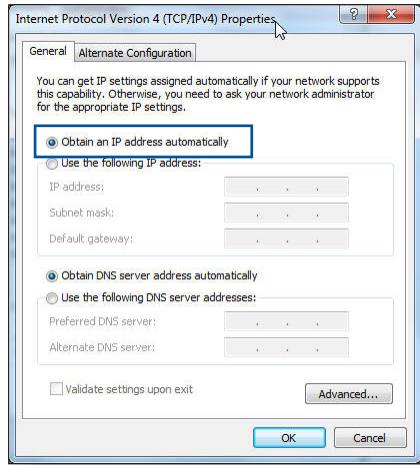 Internet Protocol Version 4 (TCP/IPv4) Properties
?
General
Alternate Configuration
You can get IP settings assigned automatically if your network supports
this capability. Otherwise, you need to ask your network administrator
for the appropriate IP settings.
Obtain an IP address automatically
Use the following IP address:
IP address:
Subnet mask:
Default gateway:
Obtain DNS server address automatically
Use the following DNS server addresses:
Preferred DNS server:
Alternate DNS server:
Validate settings upon exit
Advanced...
OK
Cancel